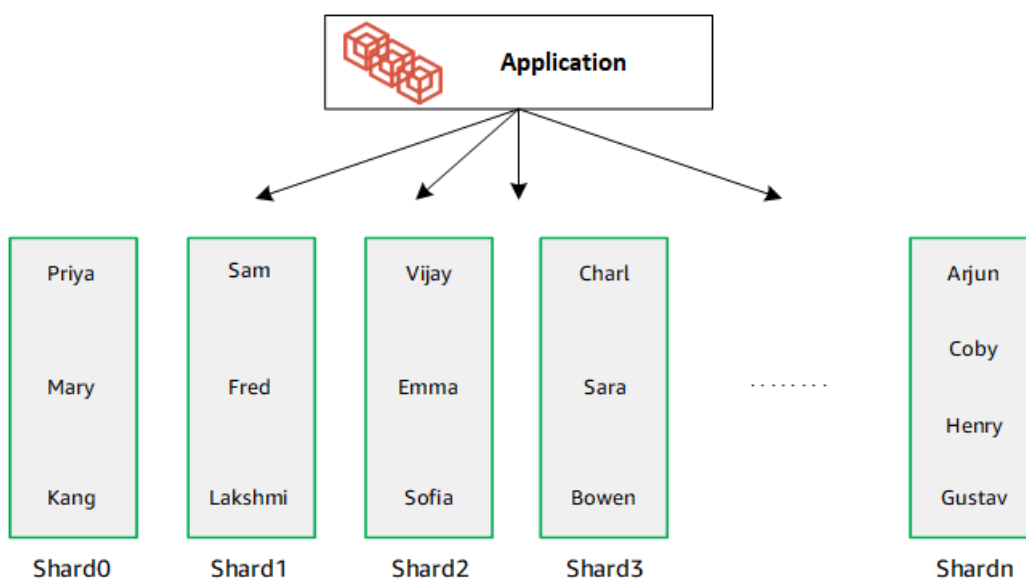 Application
Priya
Mary
Kang
Shard0
Sam
Fred
Lakshmi
Shard1
Vijay
Emma
Sofia
Shard2
Charl
Sara
Bowen
Shard3
........
Arjun
Coby
Henry
Gustav
Shardn